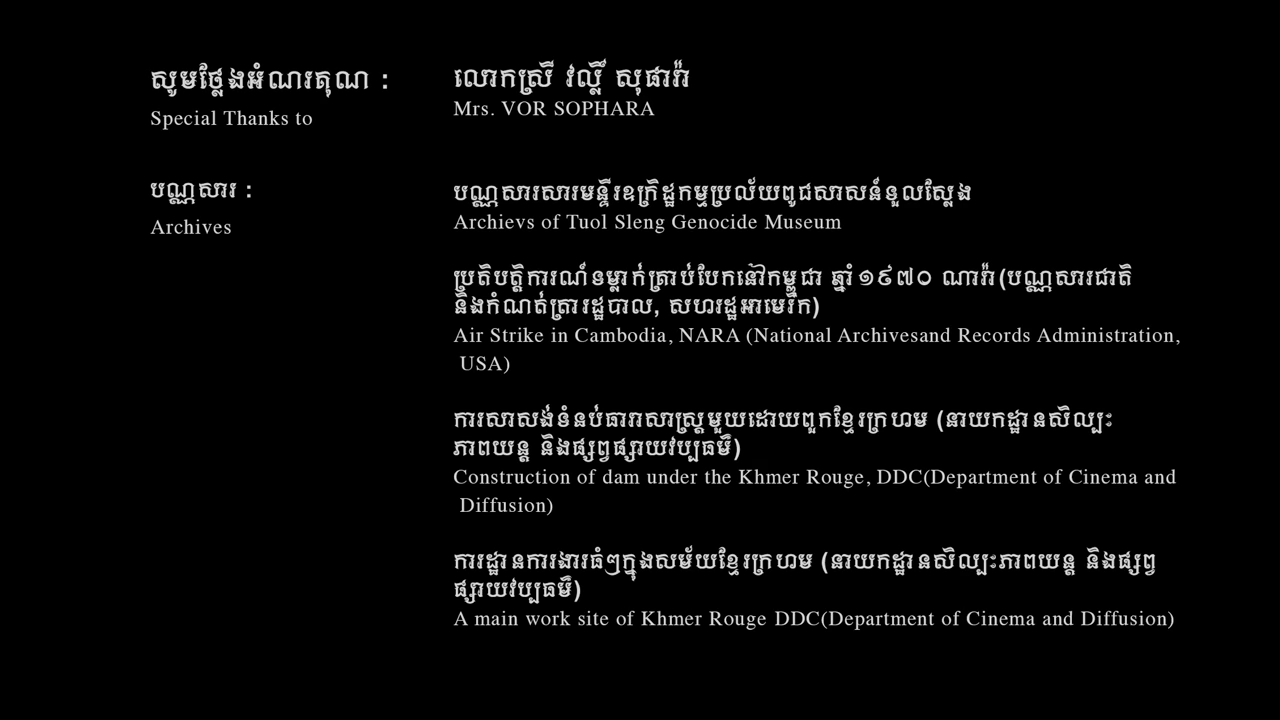 សូមថ្លែងអំណរគុណ :
លោកស្រី វល្លិ៍ សុផារ៉ា
Special Thanks to
Mrs. VOR SOPHARA
បណ្ណសារ :
បណ្ណសារសារមន្ទីរឧក្រិដ្ឋកម្មប្រល័យពូជសាសន៍ទួលស្លែង
Archives
Archievs of Tuol Sleng Genocide Museum
ប្រតិបត្តិការណ៍ទម្លាក់គ្រាប់បែកនៅកម្ពុជា ឆ្នាំ១៩៧០ ណារ៉ា(បណ្ណសារជាតិ
និងកំណត់ត្រារដ្ឋបាល, សហរដ្ឋអាមេរិក)
Air Strike in Cambodia, NARA (National Archivesand Records Administration,
USA)
ការសាសង់ទំនប់ធារាសាស្ត្រមួយដោយពួកខ្មែរក្រហម (នាយកដ្ឋានសិល្បៈ
ភាពយន្ត និងផ្សព្វផ្សាយវប្បធម៌)
Construction of dam under the Khmer Rouge, DDC(Department of Cinema and
Diffusion)
ការដ្ឋានការងារធំៗក្នុងសម័យខ្មែរក្រហម (នាយកដ្ឋានសិល្បៈភាពយន្ត និងផ្សព្វ
ផ្សាយវប្បធម៌)
A main work site of Khmer Rouge DDC(Department of Cinema and Diffusion)